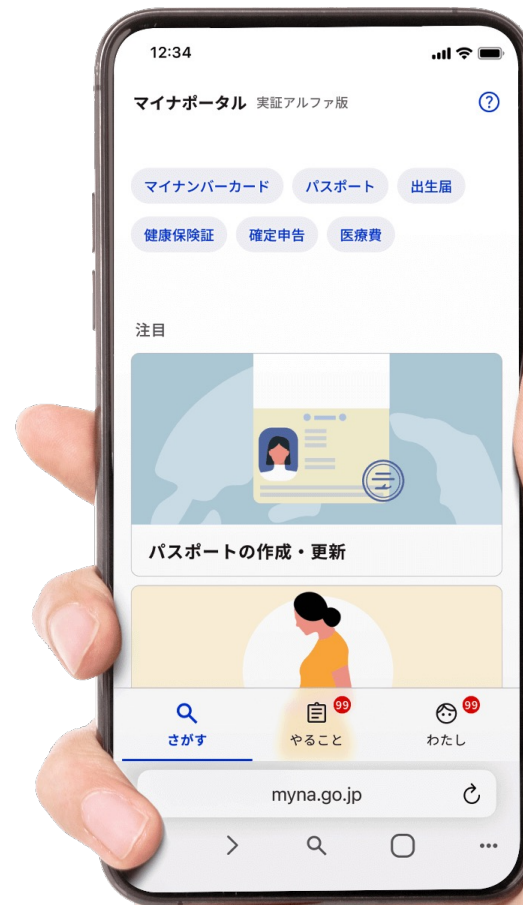 12:34
マイナポータル 実証アルファ版
マイナンバーカード パスポート 出生届
健康保険証 確定申告 医療費
注目
パスポートの作成・更新
99 99
さがす やること わたし
myna.go.jp